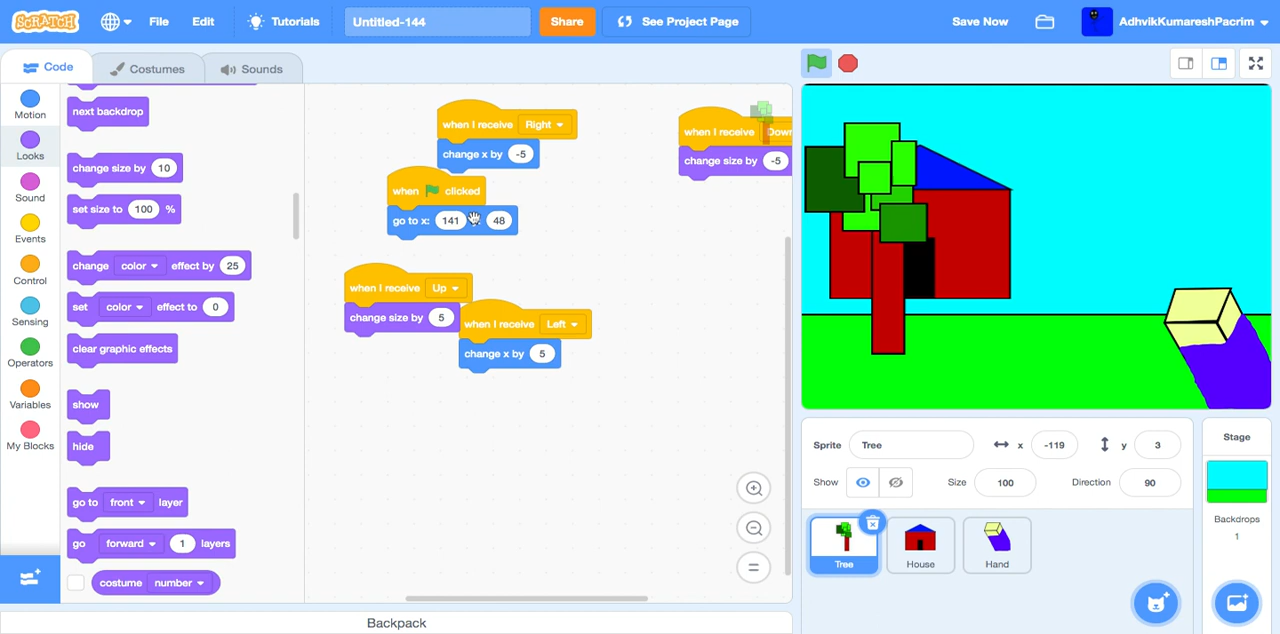 SCRATCH File Edit Tutorials Untitled-144 Share See Project Page Save Now AdhvikKumareshPacrim
Code Costumes Sounds
Motion
Looks
Sound
Events
Control
Sensing
Operators
Variables
My Blocks
next backdrop
change size by 10
set size to 100 %
change color effect by 25
set color effect to 0
clear graphic effects
show
hide
go to front layer
go forward 1 layers
costume number
when I receive Right
change x by -5
when clicked
go to x: 141 48
when I receive Up
change size by 5
when I receive Left
change x by 5
when I receive Down
change size by -5
Backpack
Sprite Tree x -119 y 3
Show Size 100 Direction 90
Tree House Hand
Stage
Backdrops
1